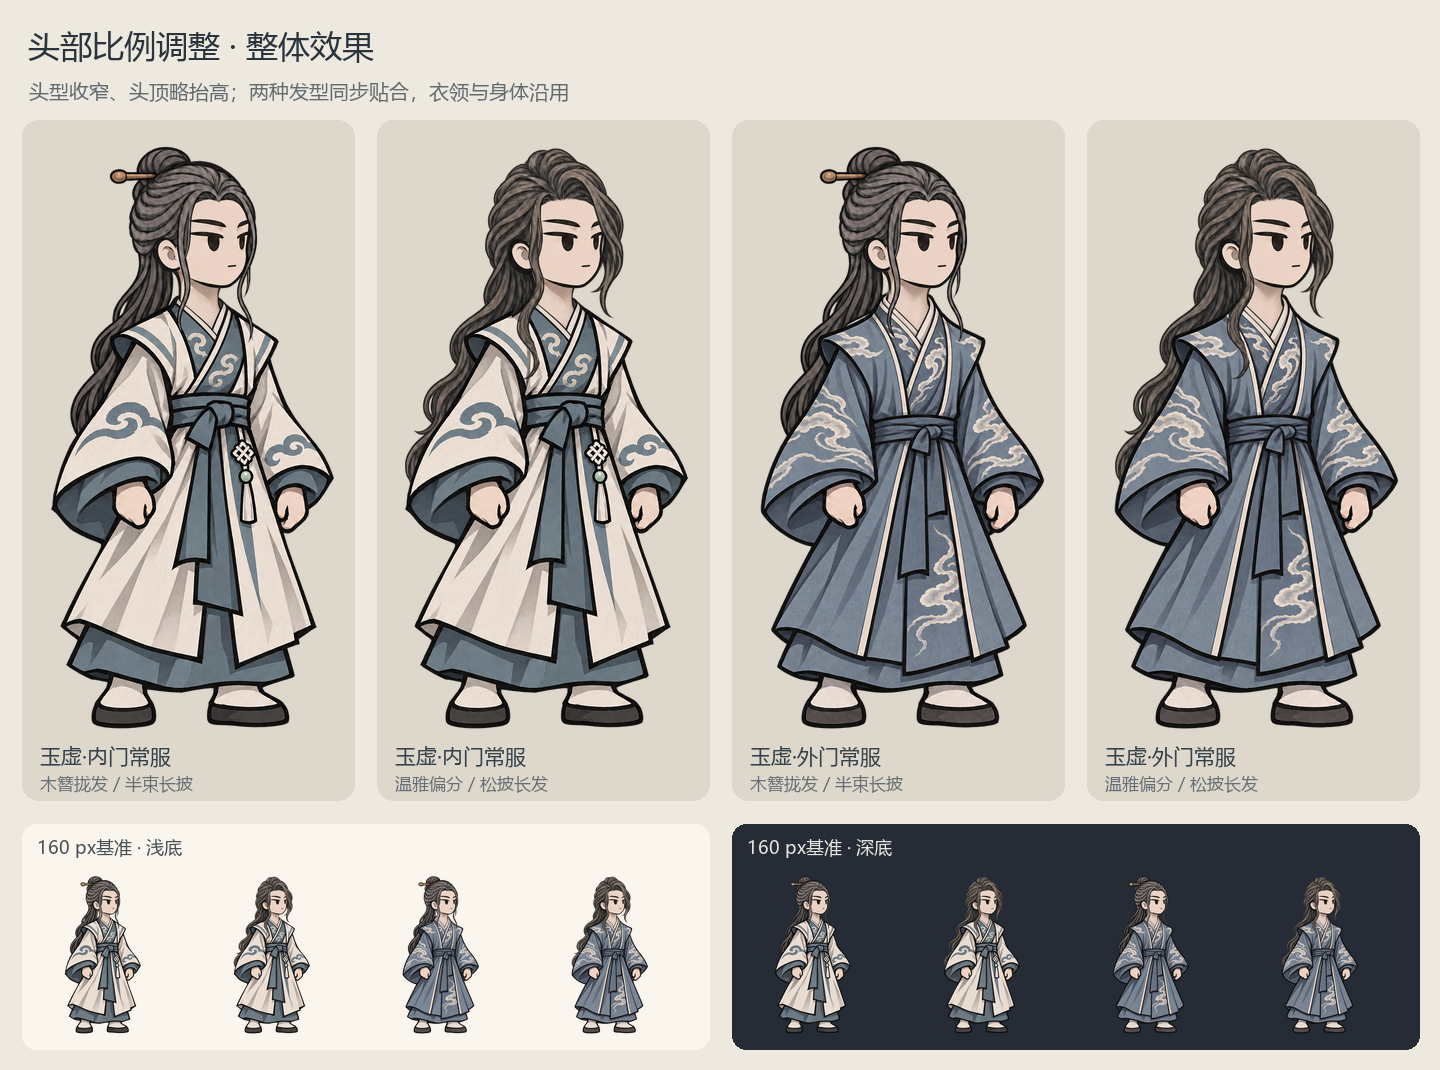 头部比例调整 · 整体效果
头型收窄、头顶略抬高；两种发型同步贴合，衣领与身体沿用
玉虚·内门常服
木簪拢发 / 半束长披
玉虚·内门常服
温雅偏分 / 松披长发
玉虚·外门常服
木簪拢发 / 半束长披
玉虚·外门常服
温雅偏分 / 松披长发
160 px基准 · 浅底
160 px基准 · 深底